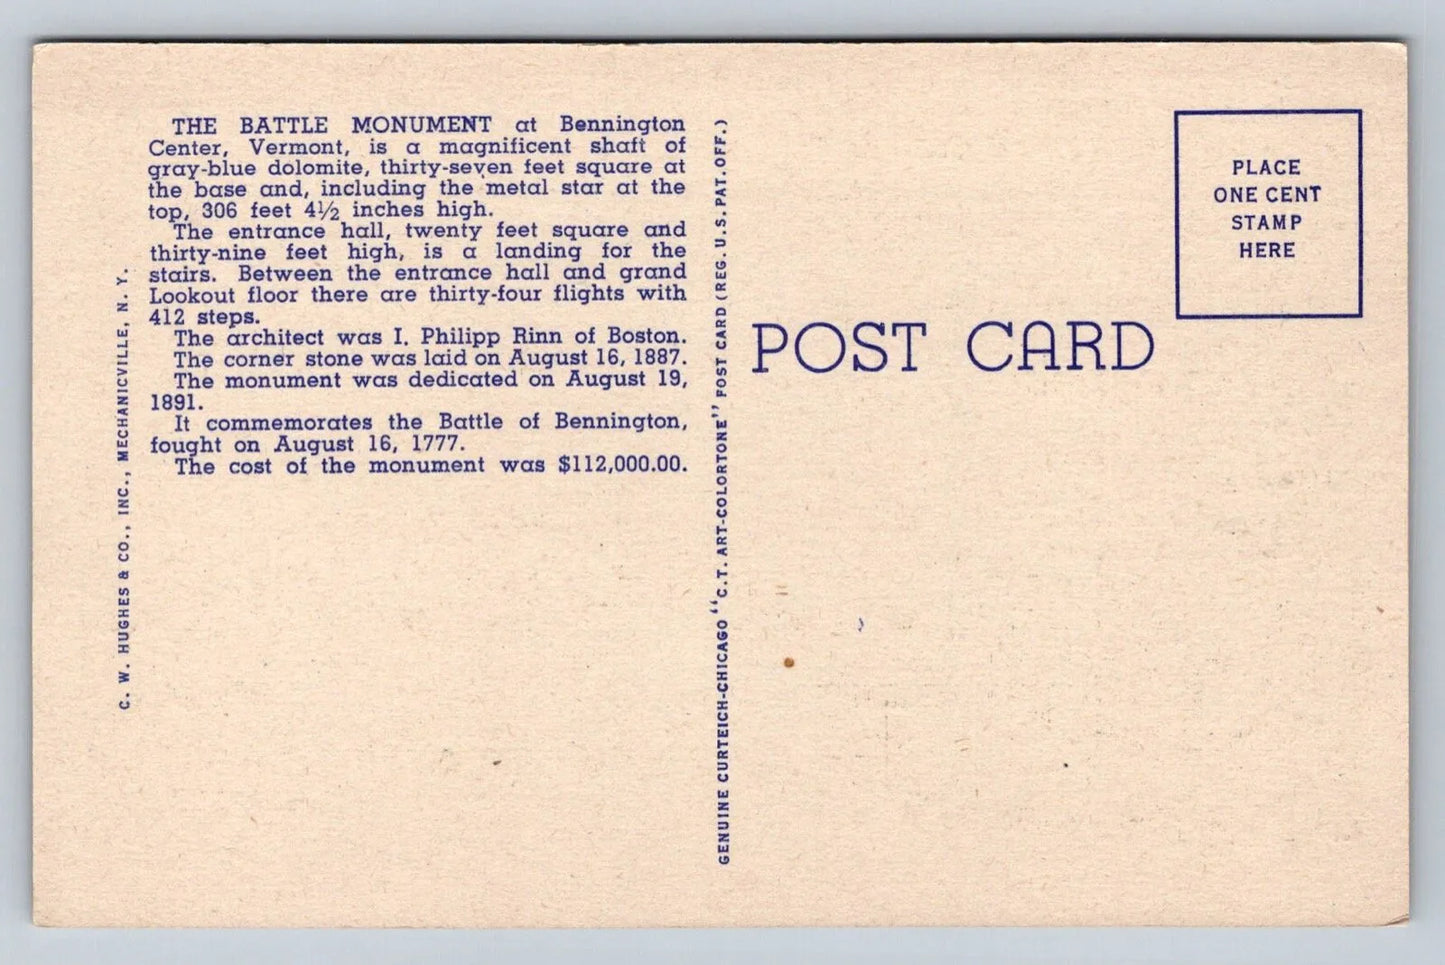 THE BATTLE MONUMENT at Bennington
Center, Vermont, is a magnificent shaft of
gray-blue dolomite, thirty-seven feet square at
the base and, including the metal star at the
top, 306 feet 4½ inches high.
The entrance hall, twenty feet square and
thirty-nine feet high, is a landing for the
stairs. Between the entrance hall and grand
Lookout floor there are thirty-four flights with
412 steps.
The architect was I. Philipp Rinn of Boston.
The corner stone was laid on August 16, 1887.
The monument was dedicated on August 19,
1891.
It commemorates the Battle of Bennington,
fought on August 16, 1777.
The cost of the monument was $112,000.00.
C. W. HUGHES & CO., INC., MECHANICVILLE, N. Y.
GENUINE CURTEICH-CHICAGO "C.T. ART-COLORTONE" POST CARD (REG. U.S. PAT. OFF.)
POST CARD
PLACE
ONE CENT
STAMP
HERE